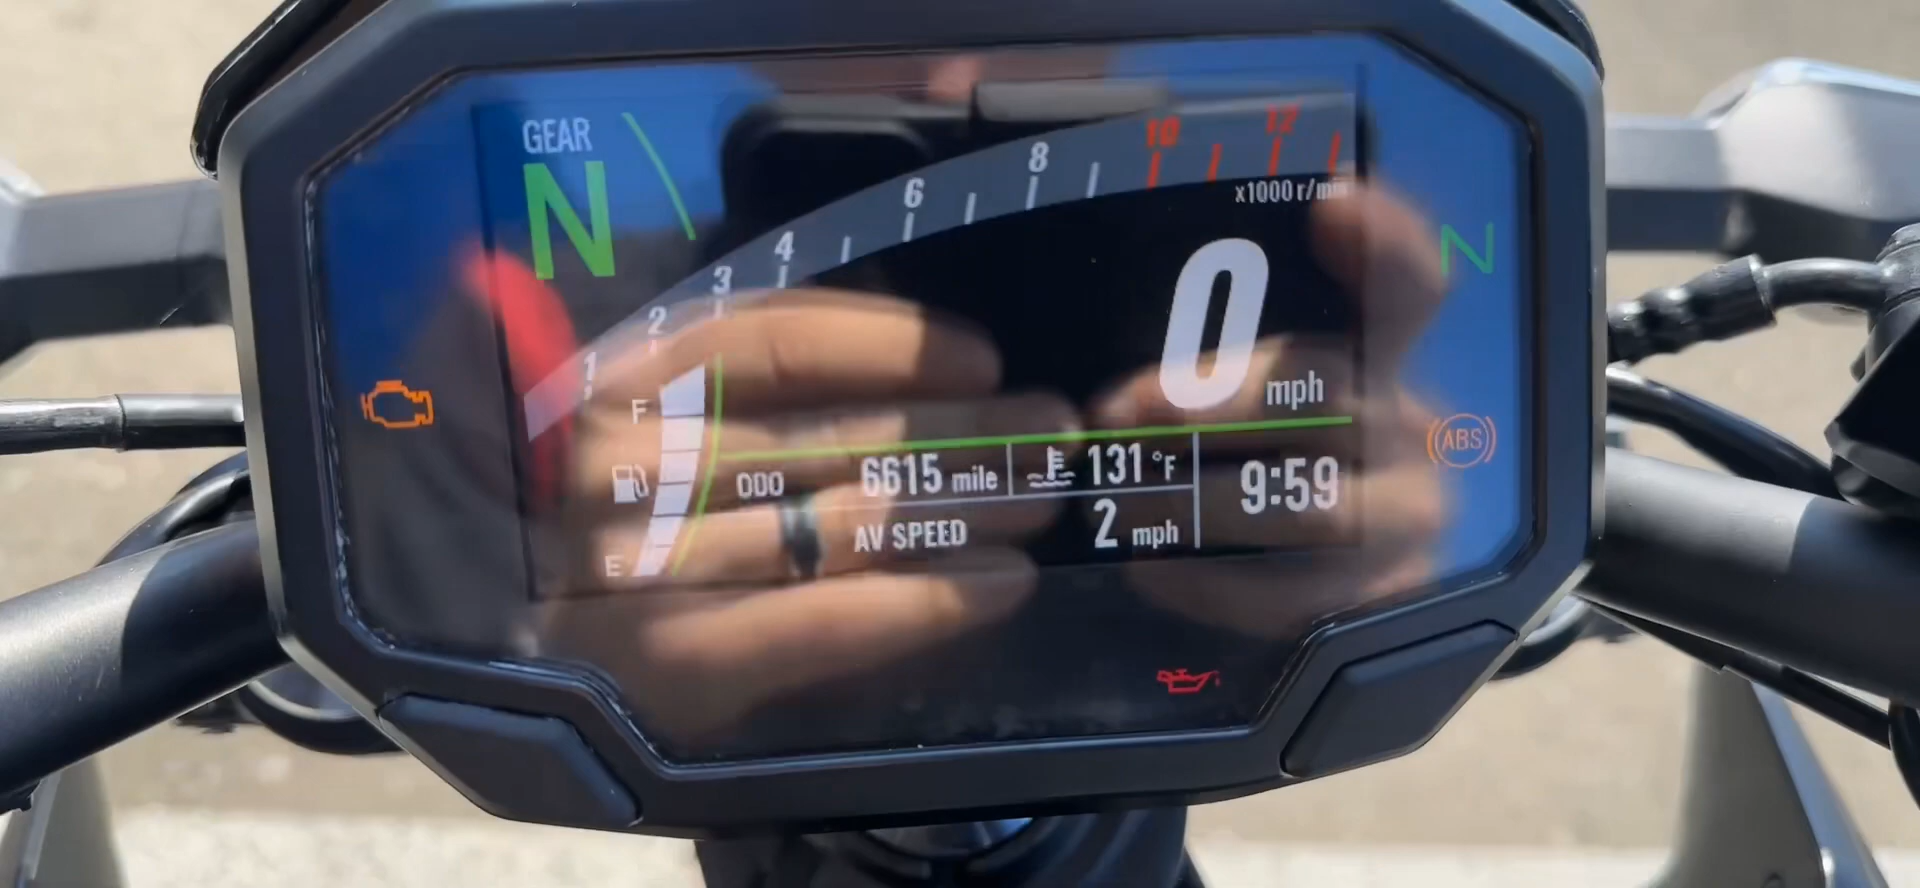 GEAR
N
1 2 3 4 6 8 10 12
x1000 r/min
N
0 mph
F
E
ODO 6615 mile 131 °F
AV SPEED 2 mph
9:59
ABS